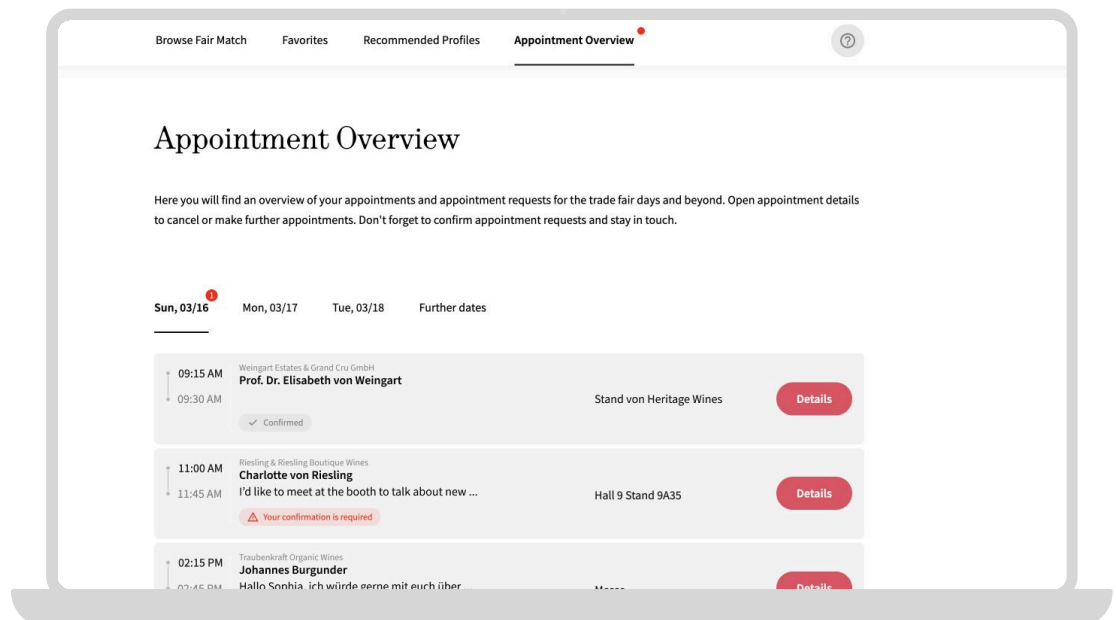 Browse Fair Match Favorites Recommended Profiles Appointment Overview
Appointment Overview
Here you will find an overview of your appointments and appointment requests for the trade fair days and beyond. Open appointment details
to cancel or make further appointments. Don't forget to confirm appointment requests and stay in touch.
1
Sun, 03/16 Mon, 03/17 Tue, 03/18 Further dates
Weingart Estates & Grand Cru GmbH
09:15 AM Prof. Dr. Elisabeth von Weingart
09:30 AM Stand von Heritage Wines Details
Confirmed
Riesling & Riesling Boutique Wines
11:00 AM Charlotte von Riesling
11:45 AM I'd like to meet at the booth to talk about new ... Hall 9 Stand 9A35 Details
Your confirmation is required
Traubenkraft Organic Wines
02:15 PM Johannes Burgunder
02:45 PM Hallo Sophia, ich würde gerne mit euch über ... Details